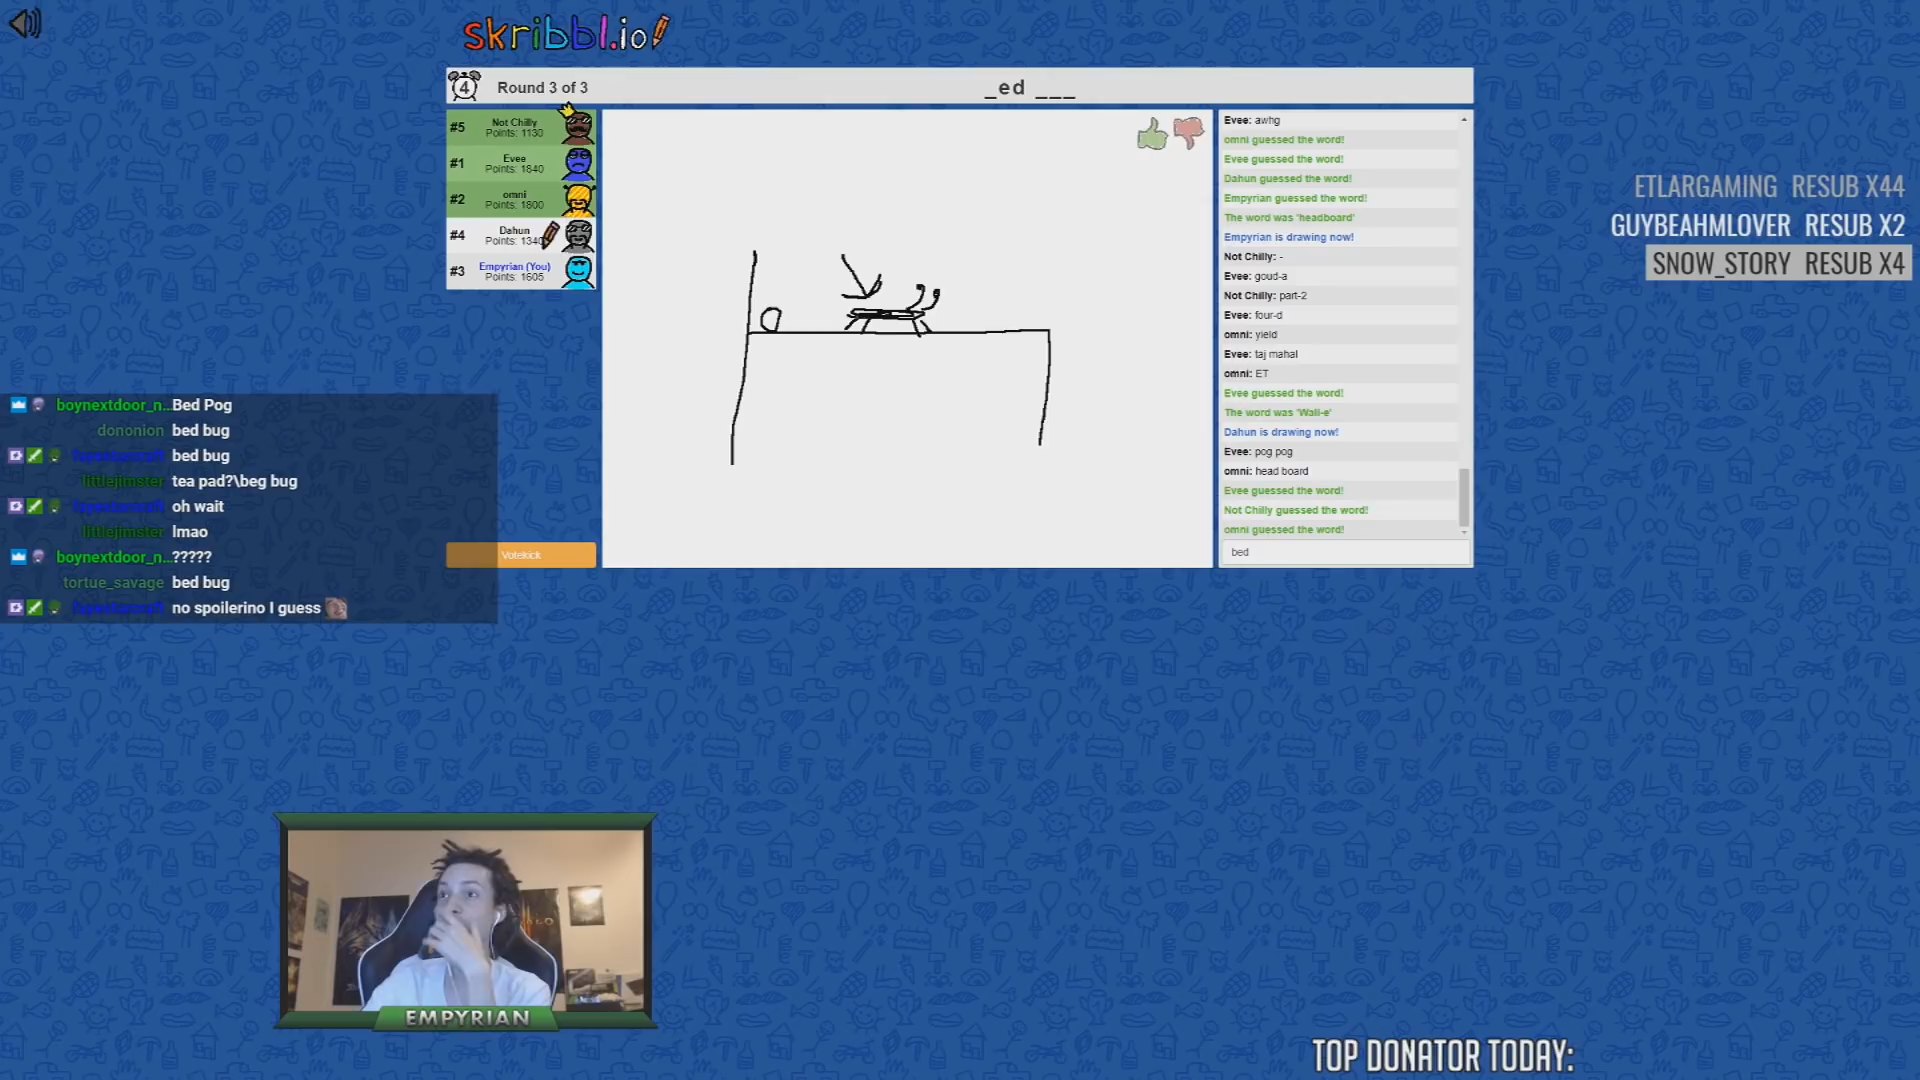 skribbl.io
4
Round 3 of 3
_ed ___
#5
Not Chilly
Points: 1130
#1
Evee
Points: 1840
#2
omni
Points: 1800
#4
Dahun
Points: 1340
#3
Empyrian (You)
Points: 1605
Votekick
Evee: awhg
omni guessed the word!
Evee guessed the word!
Dahun guessed the word!
Empyrian guessed the word!
The word was 'headboard'
Empyrian is drawing now!
Not Chilly: -
Evee: goud-a
Not Chilly: part-2
Evee: four-d
omni: yield
Evee: taj mahal
omni: ET
Evee guessed the word!
The word was 'Wall-e'
Dahun is drawing now!
Evee: pog pog
omni: head board
Evee guessed the word!
Not Chilly guessed the word!
omni guessed the word!
bed
ETLARGAMING RESUB X44
GUYBEAHMLOVER RESUB X2
SNOW_STORY RESUB X4
boynextdoor_n... Bed Pog
dononion bed bug
bed bug
littlejimster tea pad?\beg bug
oh wait
littlejimster lmao
boynextdoor_n... ?????
tortue_savage bed bug
no spoilerino I guess
EMPYRIAN
TOP DONATOR TODAY: